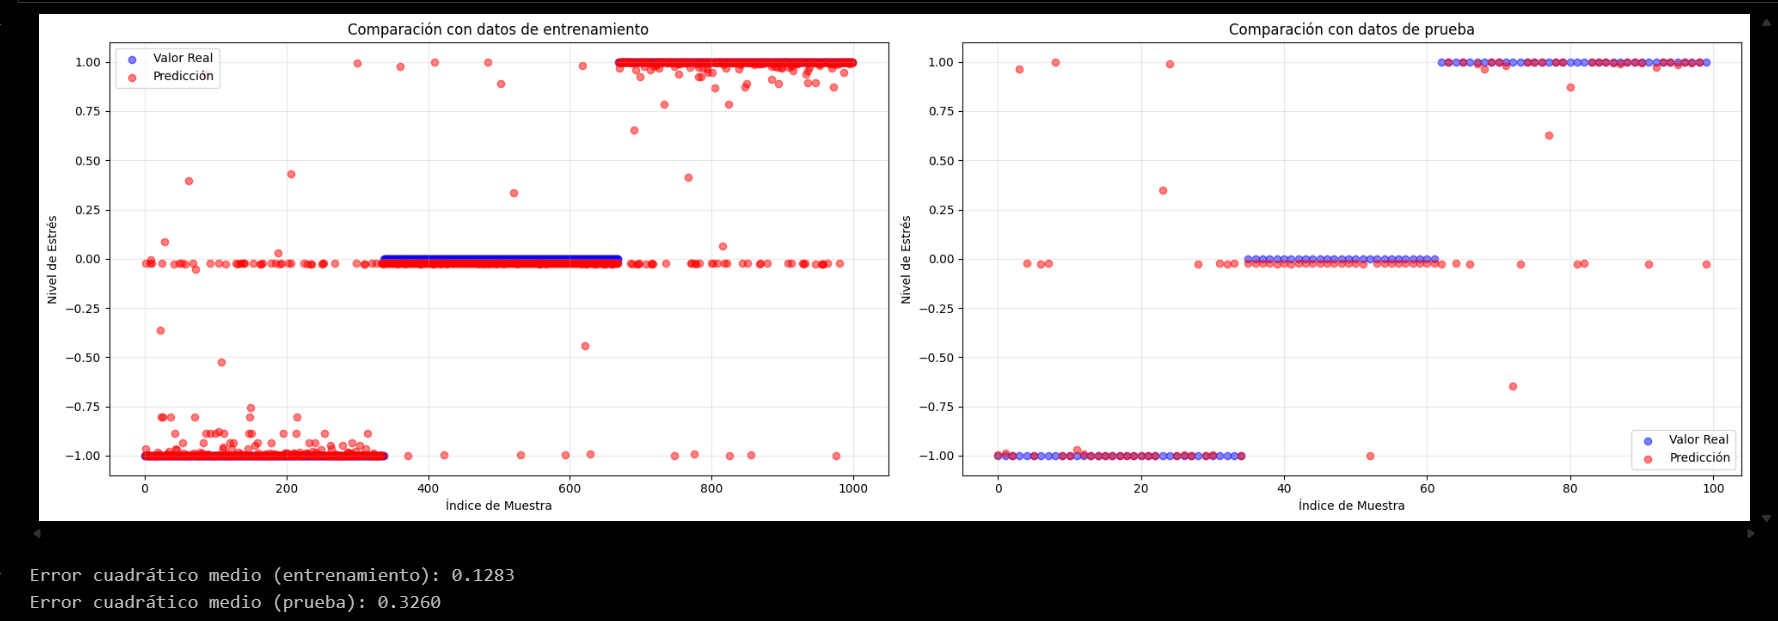 Comparación con datos de entrenamiento
Valor Real
Predicción
1.00
0.75
0.50
0.25
0.00
−0.25
−0.50
−0.75
−1.00
Nivel de Estrés
0 200 400 600 800 1000
Índice de Muestra
Comparación con datos de prueba
1.00
0.75
0.50
0.25
0.00
−0.25
−0.50
−0.75
−1.00
Nivel de Estrés
Valor Real
Predicción
0 20 40 60 80 100
Índice de Muestra
Error cuadrático medio (entrenamiento): 0.1283
Error cuadrático medio (prueba): 0.3260